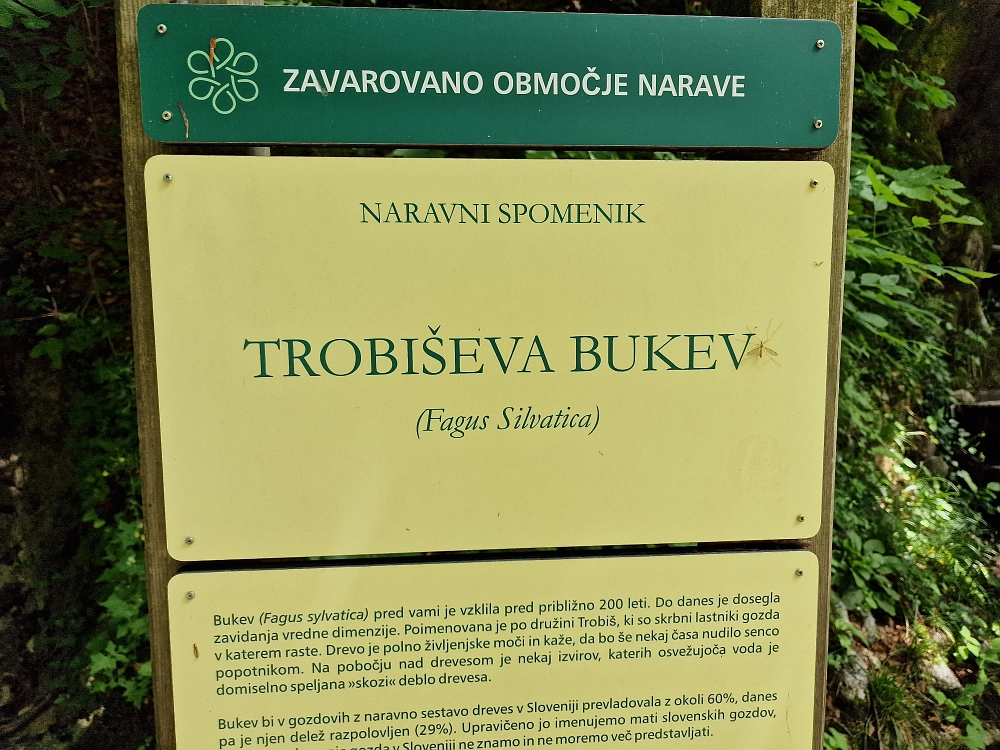 ZAVAROVANO OBMOČJE NARAVE
NARAVNI SPOMENIK
TROBIŠEVA BUKEV
(Fagus Silvatica)
Bukev (Fagus sylvatica) pred vami je vzklila pred približno 200 leti. Do danes je dosegla
zavidanja vredne dimenzije. Poimenovana je po družini Trobiš, ki so skrbni lastniki gozda
v katerem raste. Drevo je polno življenjske moči in kaže, da bo še nekaj časa nudilo senco
popotnikom. Na pobočju nad drevesom je nekaj izvirov, katerih osvežujoča voda je
domiselno speljana »skozi« deblo drevesa.
Bukev bi v gozdovih z naravno sestavo dreves v Sloveniji prevladovala z okoli 60%, danes
pa je njen delež razpolovljen (29%). Upravičeno jo imenujemo mati slovenskih gozdov,
gozda v Sloveniji ne znamo in ne moremo več predstavljati.